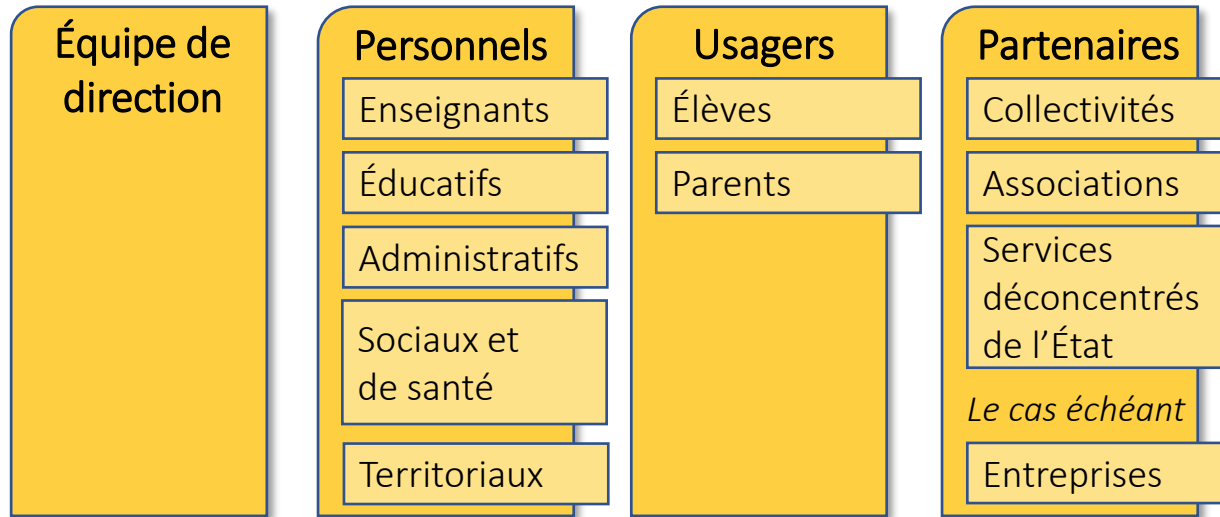 Équipe de
direction
Personnels
Enseignants
Éducatifs
Administratifs
Sociaux et
de santé
Territoriaux
Usagers
Élèves
Parents
Partenaires
Collectivités
Associations
Services
déconcentrés
de l’État
Le cas échéant
Entreprises